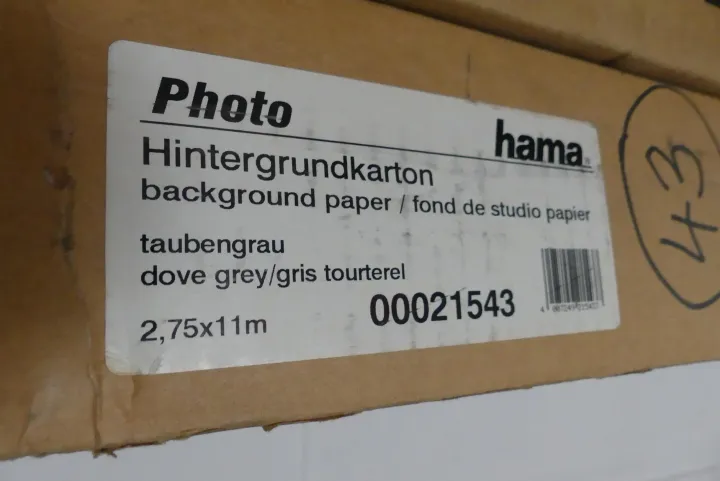 Photo
hama
Hintergrundkarton
background paper / fond de studio papier
taubengrau
dove grey/gris tourterel
00021543
2,75x11m
43